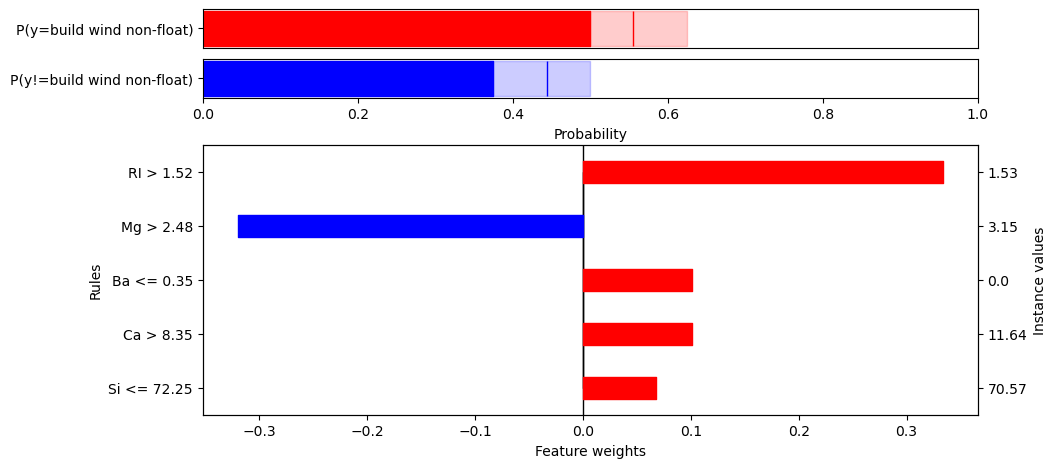 P(y=build wind non-float)
P(y!=build wind non-float)
0.0 0.2 0.4 0.6 0.8 1.0
Probability
Rules
RI > 1.52 1.53
Mg > 2.48 3.15
Ba <= 0.35 0.0
Ca > 8.35 11.64
Si <= 72.25 70.57
Instance values
−0.3 −0.2 −0.1 0.0 0.1 0.2 0.3
Feature weights